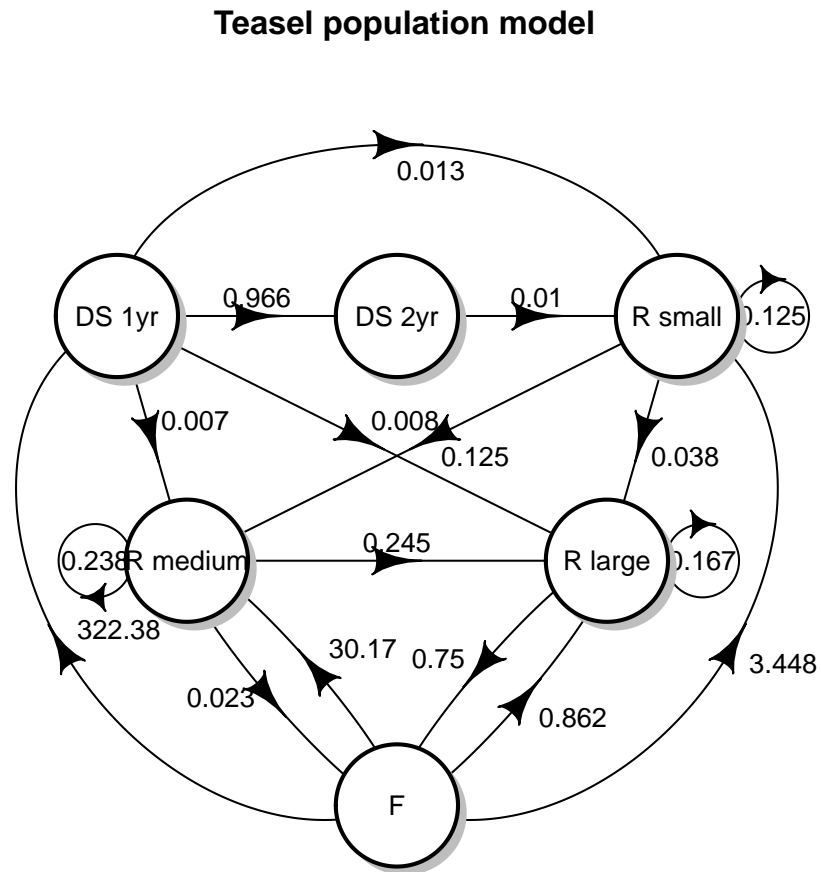 Teasel population model
0.013
DS 1yr
0.966
DS 2yr
0.01
R small
0.125
0.007
0.008
0.125
0.038
0.238
R medium
0.245
R large
0.167
322.38
30.17
0.75
3.448
0.023
0.862
F